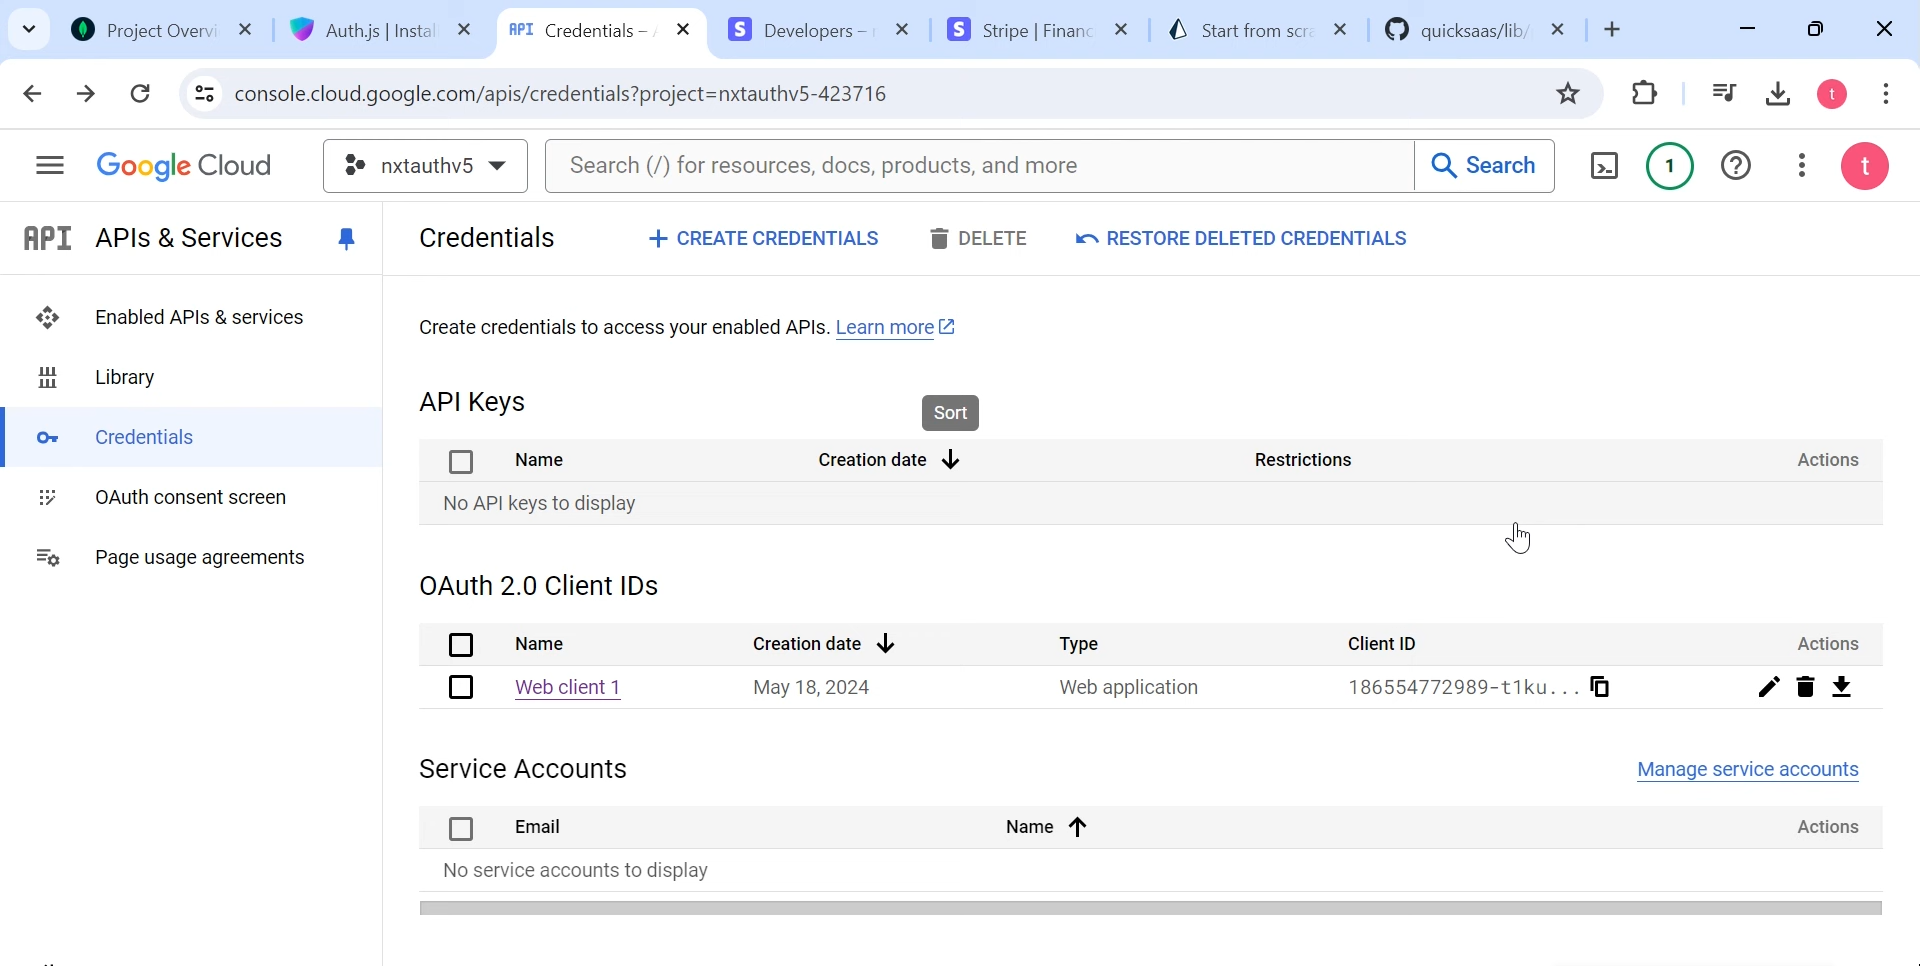 Project Overvi
Auth.js | Instal
API Credentials – A
S Developers –
S Stripe | Financ
Start from scra
quicksaas/lib/
console.cloud.google.com/apis/credentials?project=nxtauthv5-423716
t
Google Cloud
nxtauthv5
Search (/) for resources, docs, products, and more
Search
1
t
API APIs & Services
Credentials
CREATE CREDENTIALS
DELETE
RESTORE DELETED CREDENTIALS
Enabled APIs & services
Library
Credentials
OAuth consent screen
Page usage agreements
Create credentials to access your enabled APIs. Learn more
API Keys
Sort
Name Creation date Restrictions Actions
No API keys to display
OAuth 2.0 Client IDs
Name Creation date Type Client ID Actions
Web client 1 May 18, 2024 Web application 186554772989-t1ku...
Service Accounts
Manage service accounts
Email Name Actions
No service accounts to display